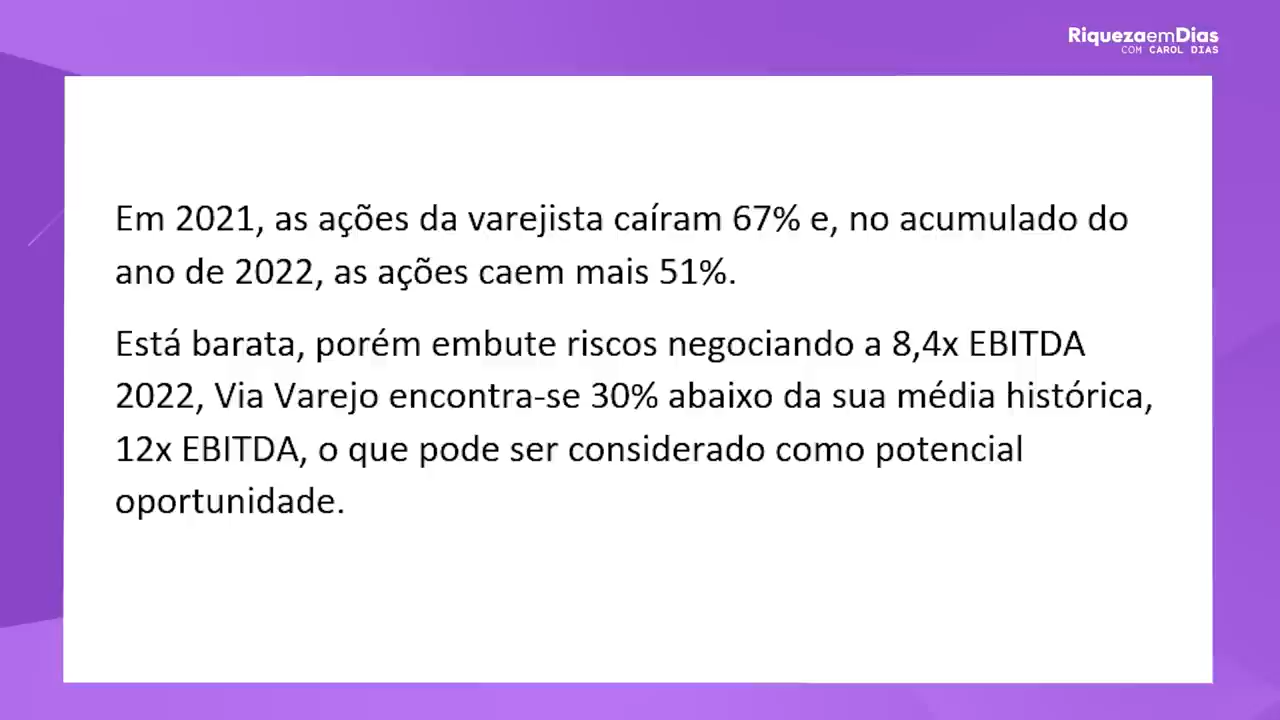 RiquezaemDias
COM CAROL DIAS
Em 2021, as ações da varejista caíram 67% e, no acumulado do
ano de 2022, as ações caem mais 51%.
Está barata, porém embute riscos negociando a 8,4x EBITDA
2022, Via Varejo encontra-se 30% abaixo da sua média histórica,
12x EBITDA, o que pode ser considerado como potencial
oportunidade.